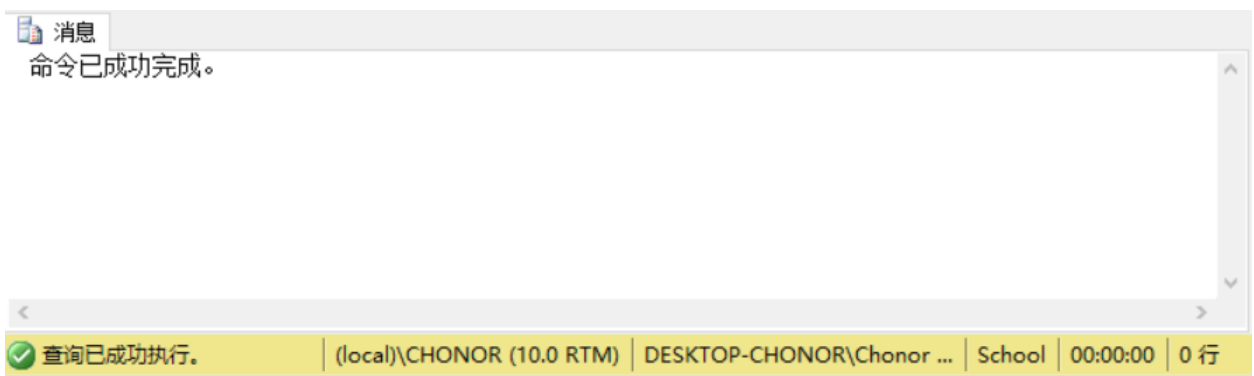 消息
命令已成功完成。
查询已成功执行。 (local)\CHONOR (10.0 RTM) DESKTOP-CHONOR\Chonor ... School 00:00:00 0 行